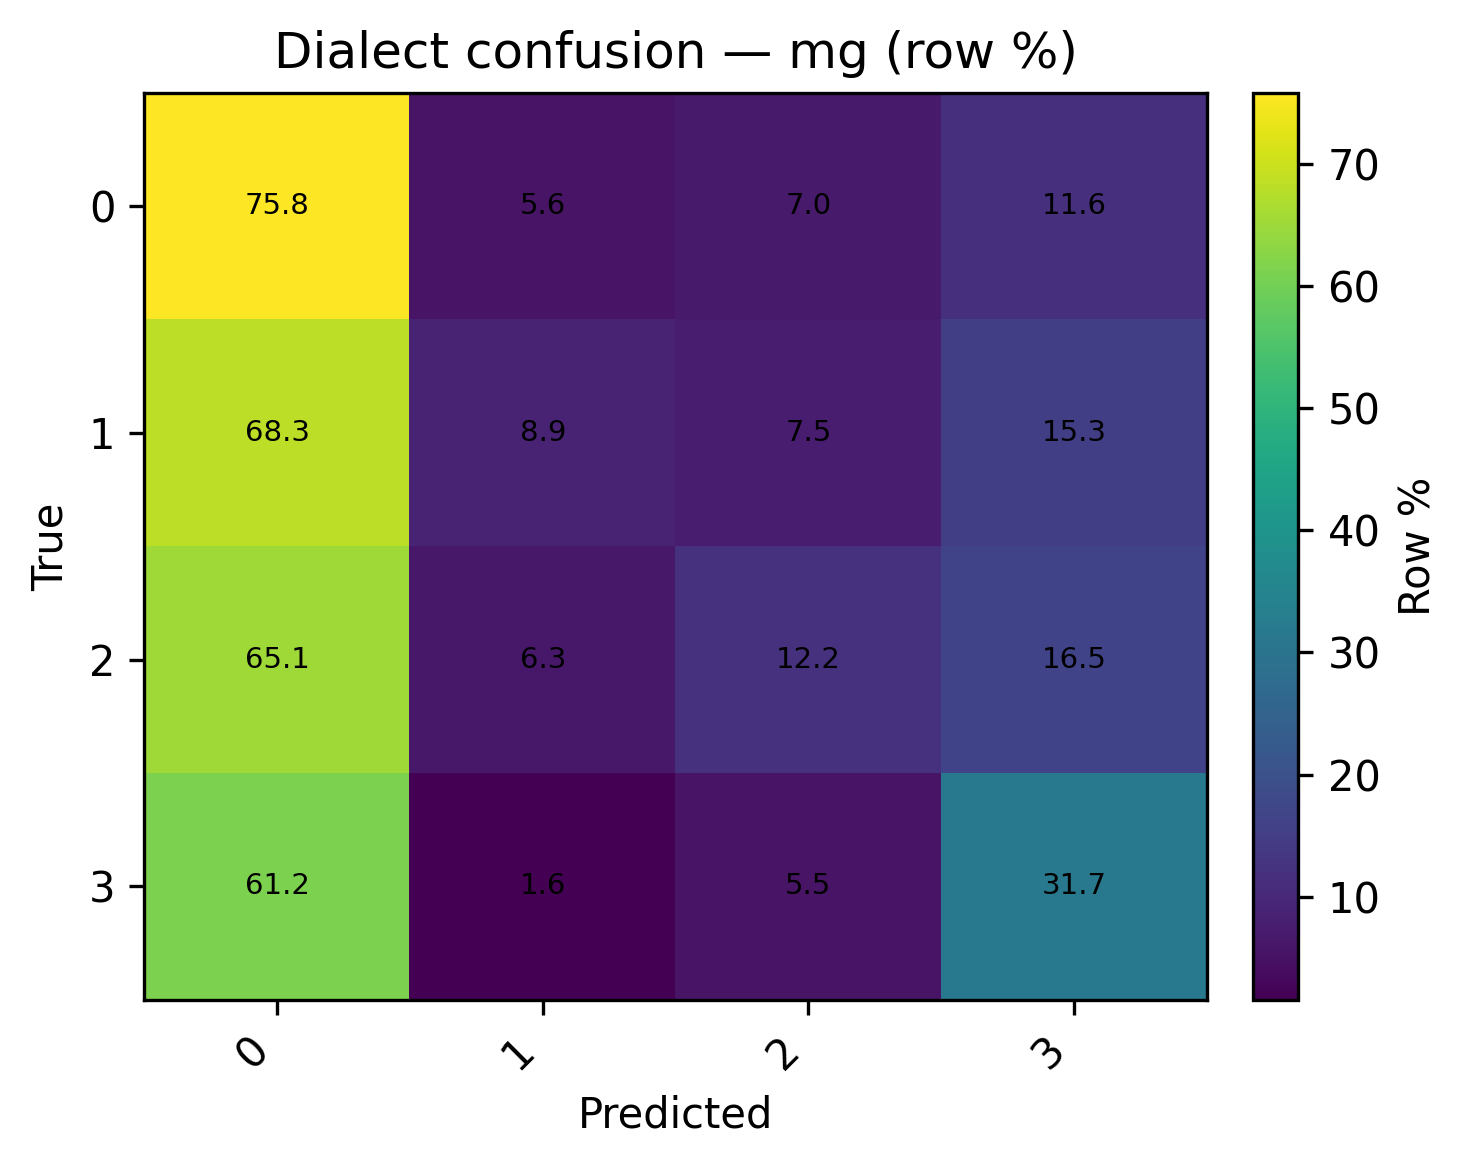 Dialect confusion — mg (row %)
0 75.8 5.6 7.0 11.6
1 68.3 8.9 7.5 15.3
2 65.1 6.3 12.2 16.5
3 61.2 1.6 5.5 31.7
0 1 2 3
Predicted
True
70
60
50
40
30
20
10
Row %